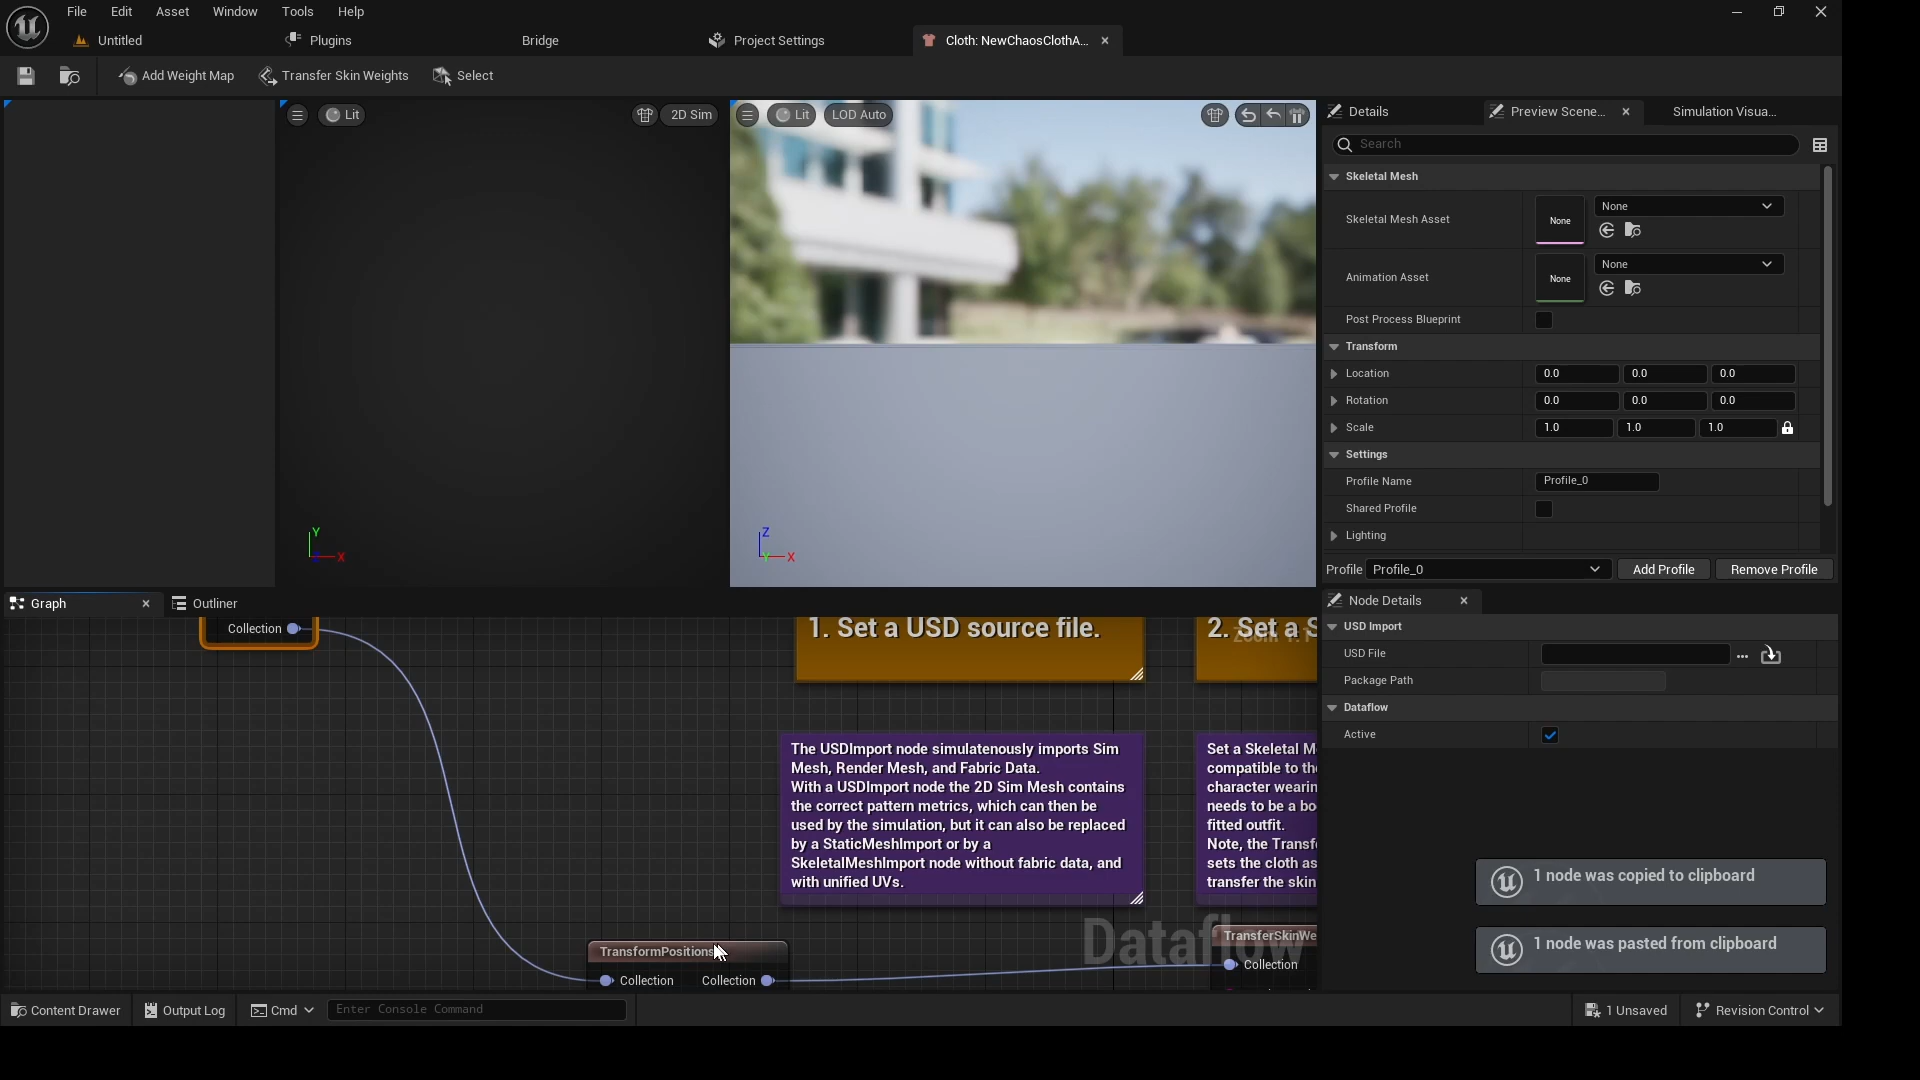 File Edit Asset Window Tools Help
Untitled Plugins Bridge Project Settings Cloth: NewChaosClothA...
Add Weight Map Transfer Skin Weights Select
Lit 2D Sim
Lit LOD Auto
Y
X
Z
Y
X
Details Preview Scene... Simulation Visua...
Search
Skeletal Mesh
Skeletal Mesh Asset None None
Animation Asset None None
Post Process Blueprint
Transform
Location 0.0 0.0 0.0
Rotation 0.0 0.0 0.0
Scale 1.0 1.0 1.0
Settings
Profile Name Profile_0
Shared Profile
Lighting
Profile Profile_0 Add Profile Remove Profile
Graph Outliner
Collection
1. Set a USD source file.
2. Set a S
Zoom 1:1
The USDImport node simulatenously imports Sim
Mesh, Render Mesh, and Fabric Data.
With a USDImport node the 2D Sim Mesh contains
the correct pattern metrics, which can then be
used by the simulation, but it can also be replaced
by a StaticMeshImport or by a
SkeletalMeshImport node without fabric data, and
with unified UVs.
Set a Skeletal M
compatible to th
character wearin
needs to be a bo
fitted outfit.
Note, the Transf
sets the cloth as
transfer the skin
Dataflow
TransformPositions
Collection Collection
TransferSkinWe
Collection
Node Details
USD Import
USD File
Package Path
Dataflow
Active
1 node was copied to clipboard
1 node was pasted from clipboard
Content Drawer Output Log Cmd Enter Console Command 1 Unsaved Revision Control